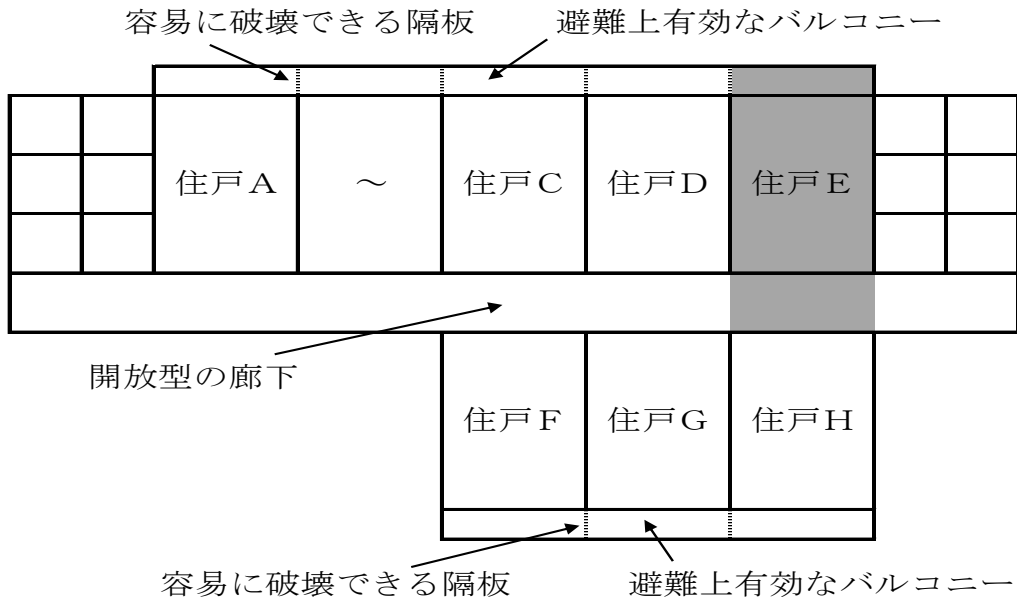 容易に破壊できる隔板
避難上有効なバルコニー
住戸A
～
住戸C
住戸D
住戸E
開放型の廊下
住戸F
住戸G
住戸H
容易に破壊できる隔板
避難上有効なバルコニー